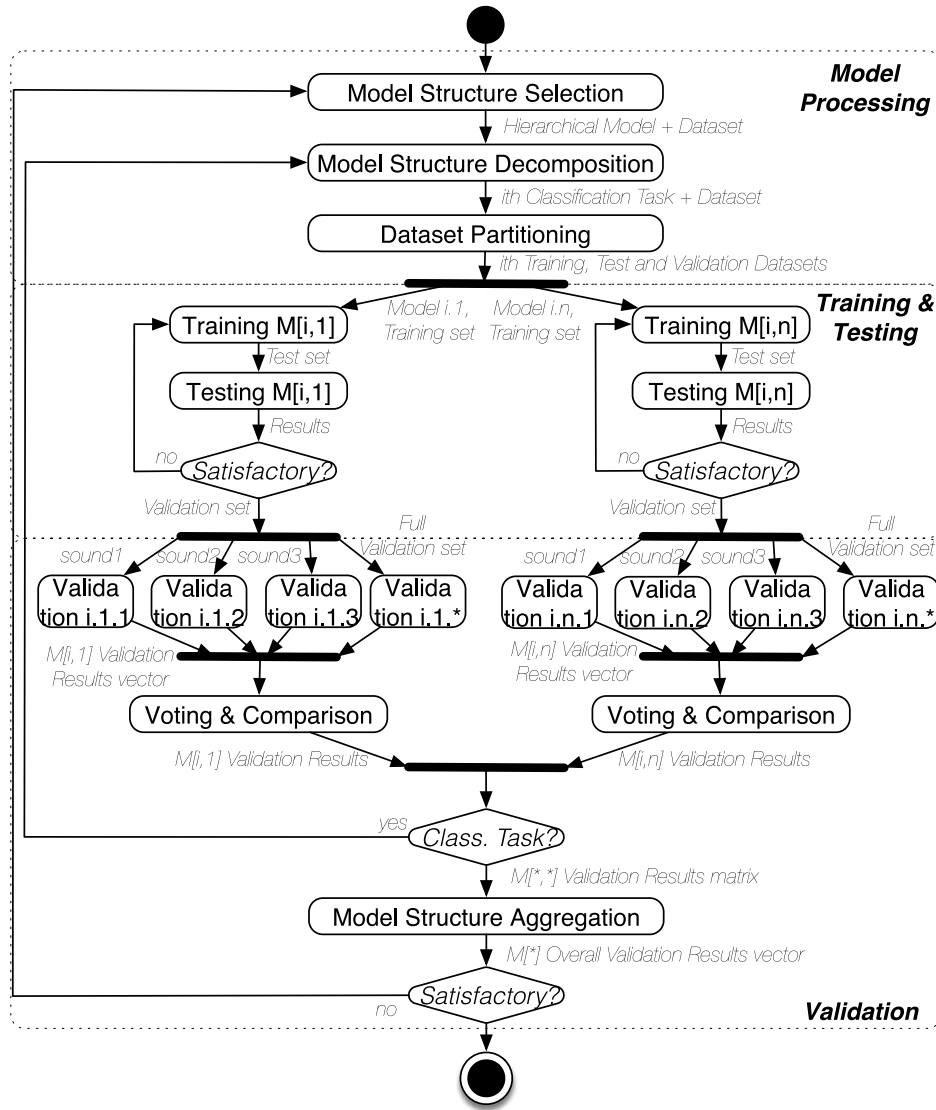 Model
Processing
Model Structure Selection
Hierarchical Model + Dataset
Model Structure Decomposition
ith Classification Task + Dataset
Dataset Partitioning
ith Training, Test and Validation Datasets
Training &
Testing
Model i.1,
Training set
Model i.n,
Training set
Training M[i,1]
Training M[i,n]
Test set
Test set
Testing M[i,1]
Testing M[i,n]
Results
Results
no
Satisfactory?
no
Satisfactory?
Validation set
Validation set
sound1
sound2
sound3
Full
Validation set
sound1
sound2
sound3
Full
Validation set
Valida
tion i.1.1
Valida
tion i.1.2
Valida
tion i.1.3
Valida
tion i.1.*
Valida
tion i.n.1
Valida
tion i.n.2
Valida
tion i.n.3
Valida
tion i.n.*
M[i,1] Validation
Results vector
M[i,n] Validation
Results vector
Voting & Comparison
Voting & Comparison
M[i,1] Validation Results
M[i,n] Validation Results
yes
Class. Task?
M[*,*] Validation Results matrix
Model Structure Aggregation
M[*] Overall Validation Results vector
Satisfactory?
no
Validation